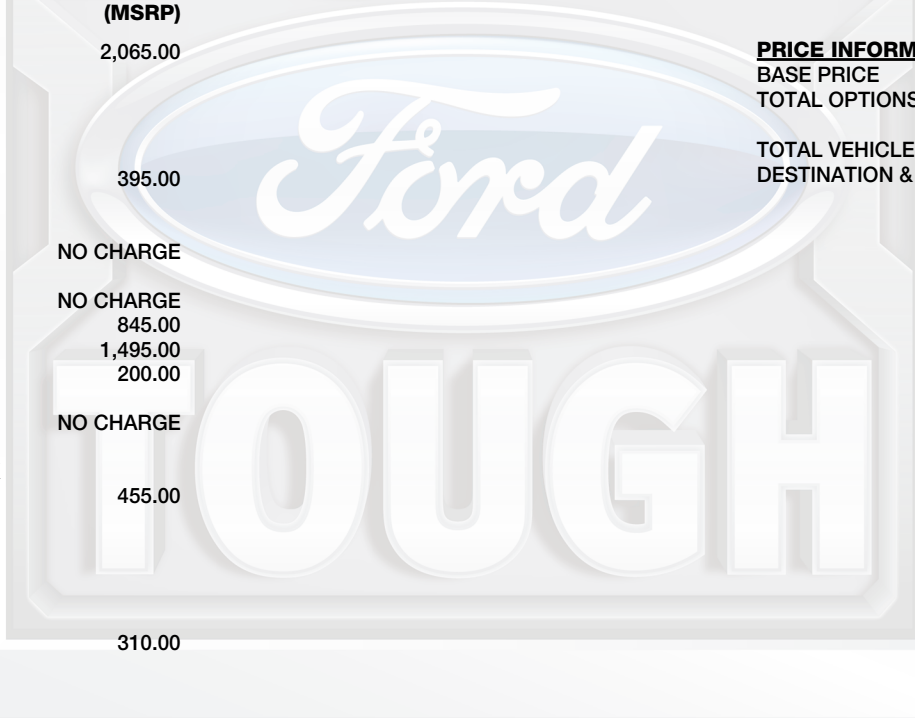 (MSRP)
2,065.00
395.00
NO CHARGE
NO CHARGE
845.00
1,495.00
200.00
NO CHARGE
455.00
310.00
PRICE INFORM
BASE PRICE
TOTAL OPTIONS
TOTAL VEHICLE
DESTINATION &
Ford
TOUGH